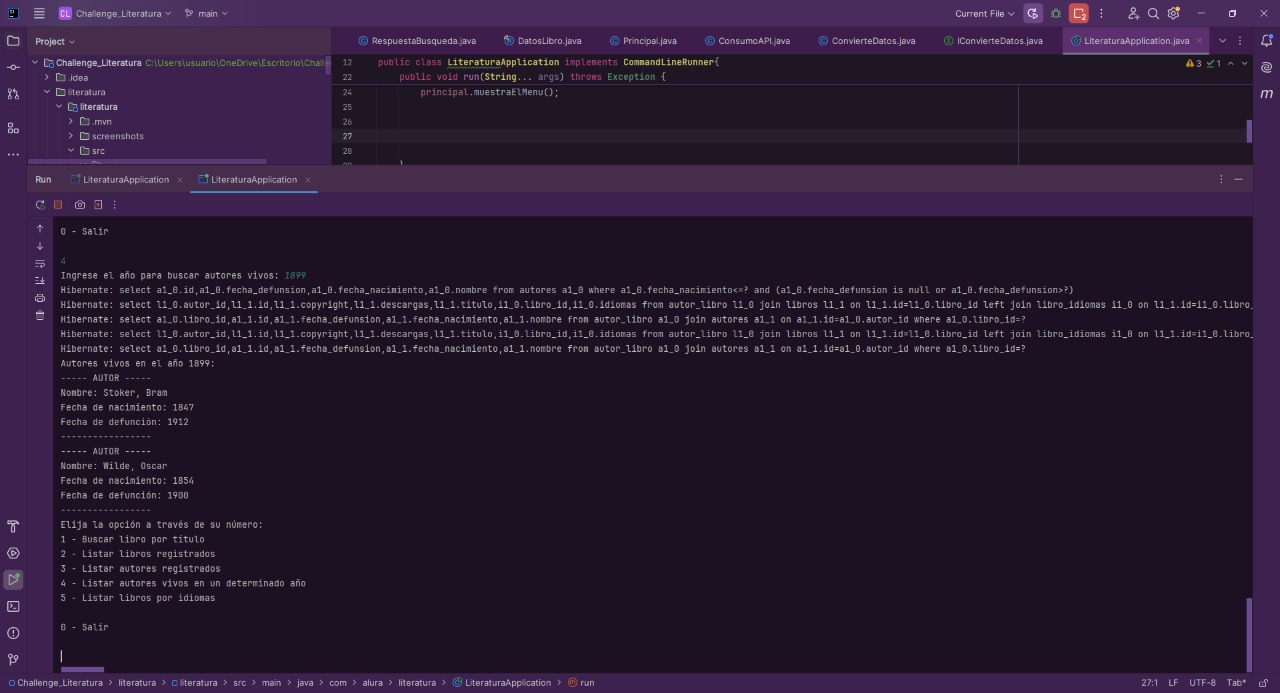 CL Challenge_Literatura main Current File
Project
RespuestaBusqueda.java DatosLibro.java Principal.java ConsumoAPI.java ConvierteDatos.java IConvierteDatos.java LiteraturaApplication.java
Challenge_Literatura C:\Users\usuario\OneDrive\Escritorio\Challe
.idea
literatura
literatura
.mvn
screenshots
src
12 public class LiteraturaApplication implements CommandLineRunner{
22 public void run(String... args) throws Exception {
24 principal.muestraElMenu();
25
26
27
28
3 1
Run LiteraturaApplication LiteraturaApplication
0 - Salir
4
Ingrese el año para buscar autores vivos: 1899
Hibernate: select a1_0.id,a1_0.fecha_defunsion,a1_0.fecha_nacimiento,a1_0.nombre from autores a1_0 where a1_0.fecha_nacimiento<=? and (a1_0.fecha_defunsion is null or a1_0.fecha_defunsion>?)
Hibernate: select l1_0.autor_id,l1_1.id,l1_1.copyright,l1_1.descargas,l1_1.titulo,i1_0.libro_id,i1_0.idiomas from autor_libro l1_0 join libros l1_1 on l1_1.id=l1_0.libro_id left join libro_idiomas i1_0 on l1_1.id=i1_0.libro_
Hibernate: select a1_0.libro_id,a1_1.id,a1_1.fecha_defunsion,a1_1.fecha_nacimiento,a1_1.nombre from autor_libro a1_0 join autores a1_1 on a1_1.id=a1_0.autor_id where a1_0.libro_id=?
Hibernate: select l1_0.autor_id,l1_1.id,l1_1.copyright,l1_1.descargas,l1_1.titulo,i1_0.libro_id,i1_0.idiomas from autor_libro l1_0 join libros l1_1 on l1_1.id=l1_0.libro_id left join libro_idiomas i1_0 on l1_1.id=i1_0.libro_
Hibernate: select a1_0.libro_id,a1_1.id,a1_1.fecha_defunsion,a1_1.fecha_nacimiento,a1_1.nombre from autor_libro a1_0 join autores a1_1 on a1_1.id=a1_0.autor_id where a1_0.libro_id=?
Autores vivos en el año 1899:
----- AUTOR -----
Nombre: Stoker, Bram
Fecha de nacimiento: 1847
Fecha de defunción: 1912
-----------------
----- AUTOR -----
Nombre: Wilde, Oscar
Fecha de nacimiento: 1854
Fecha de defunción: 1900
-----------------
Elija la opción a través de su número:
1 - Buscar libro por título
2 - Listar libros registrados
3 - Listar autores registrados
4 - Listar autores vivos en un determinado año
5 - Listar libros por idiomas
0 - Salir
Challenge_Literatura > literatura > literatura > src > main > java > com > alura > literatura > LiteraturaApplication > run 27:1 LF UTF-8 Tab*